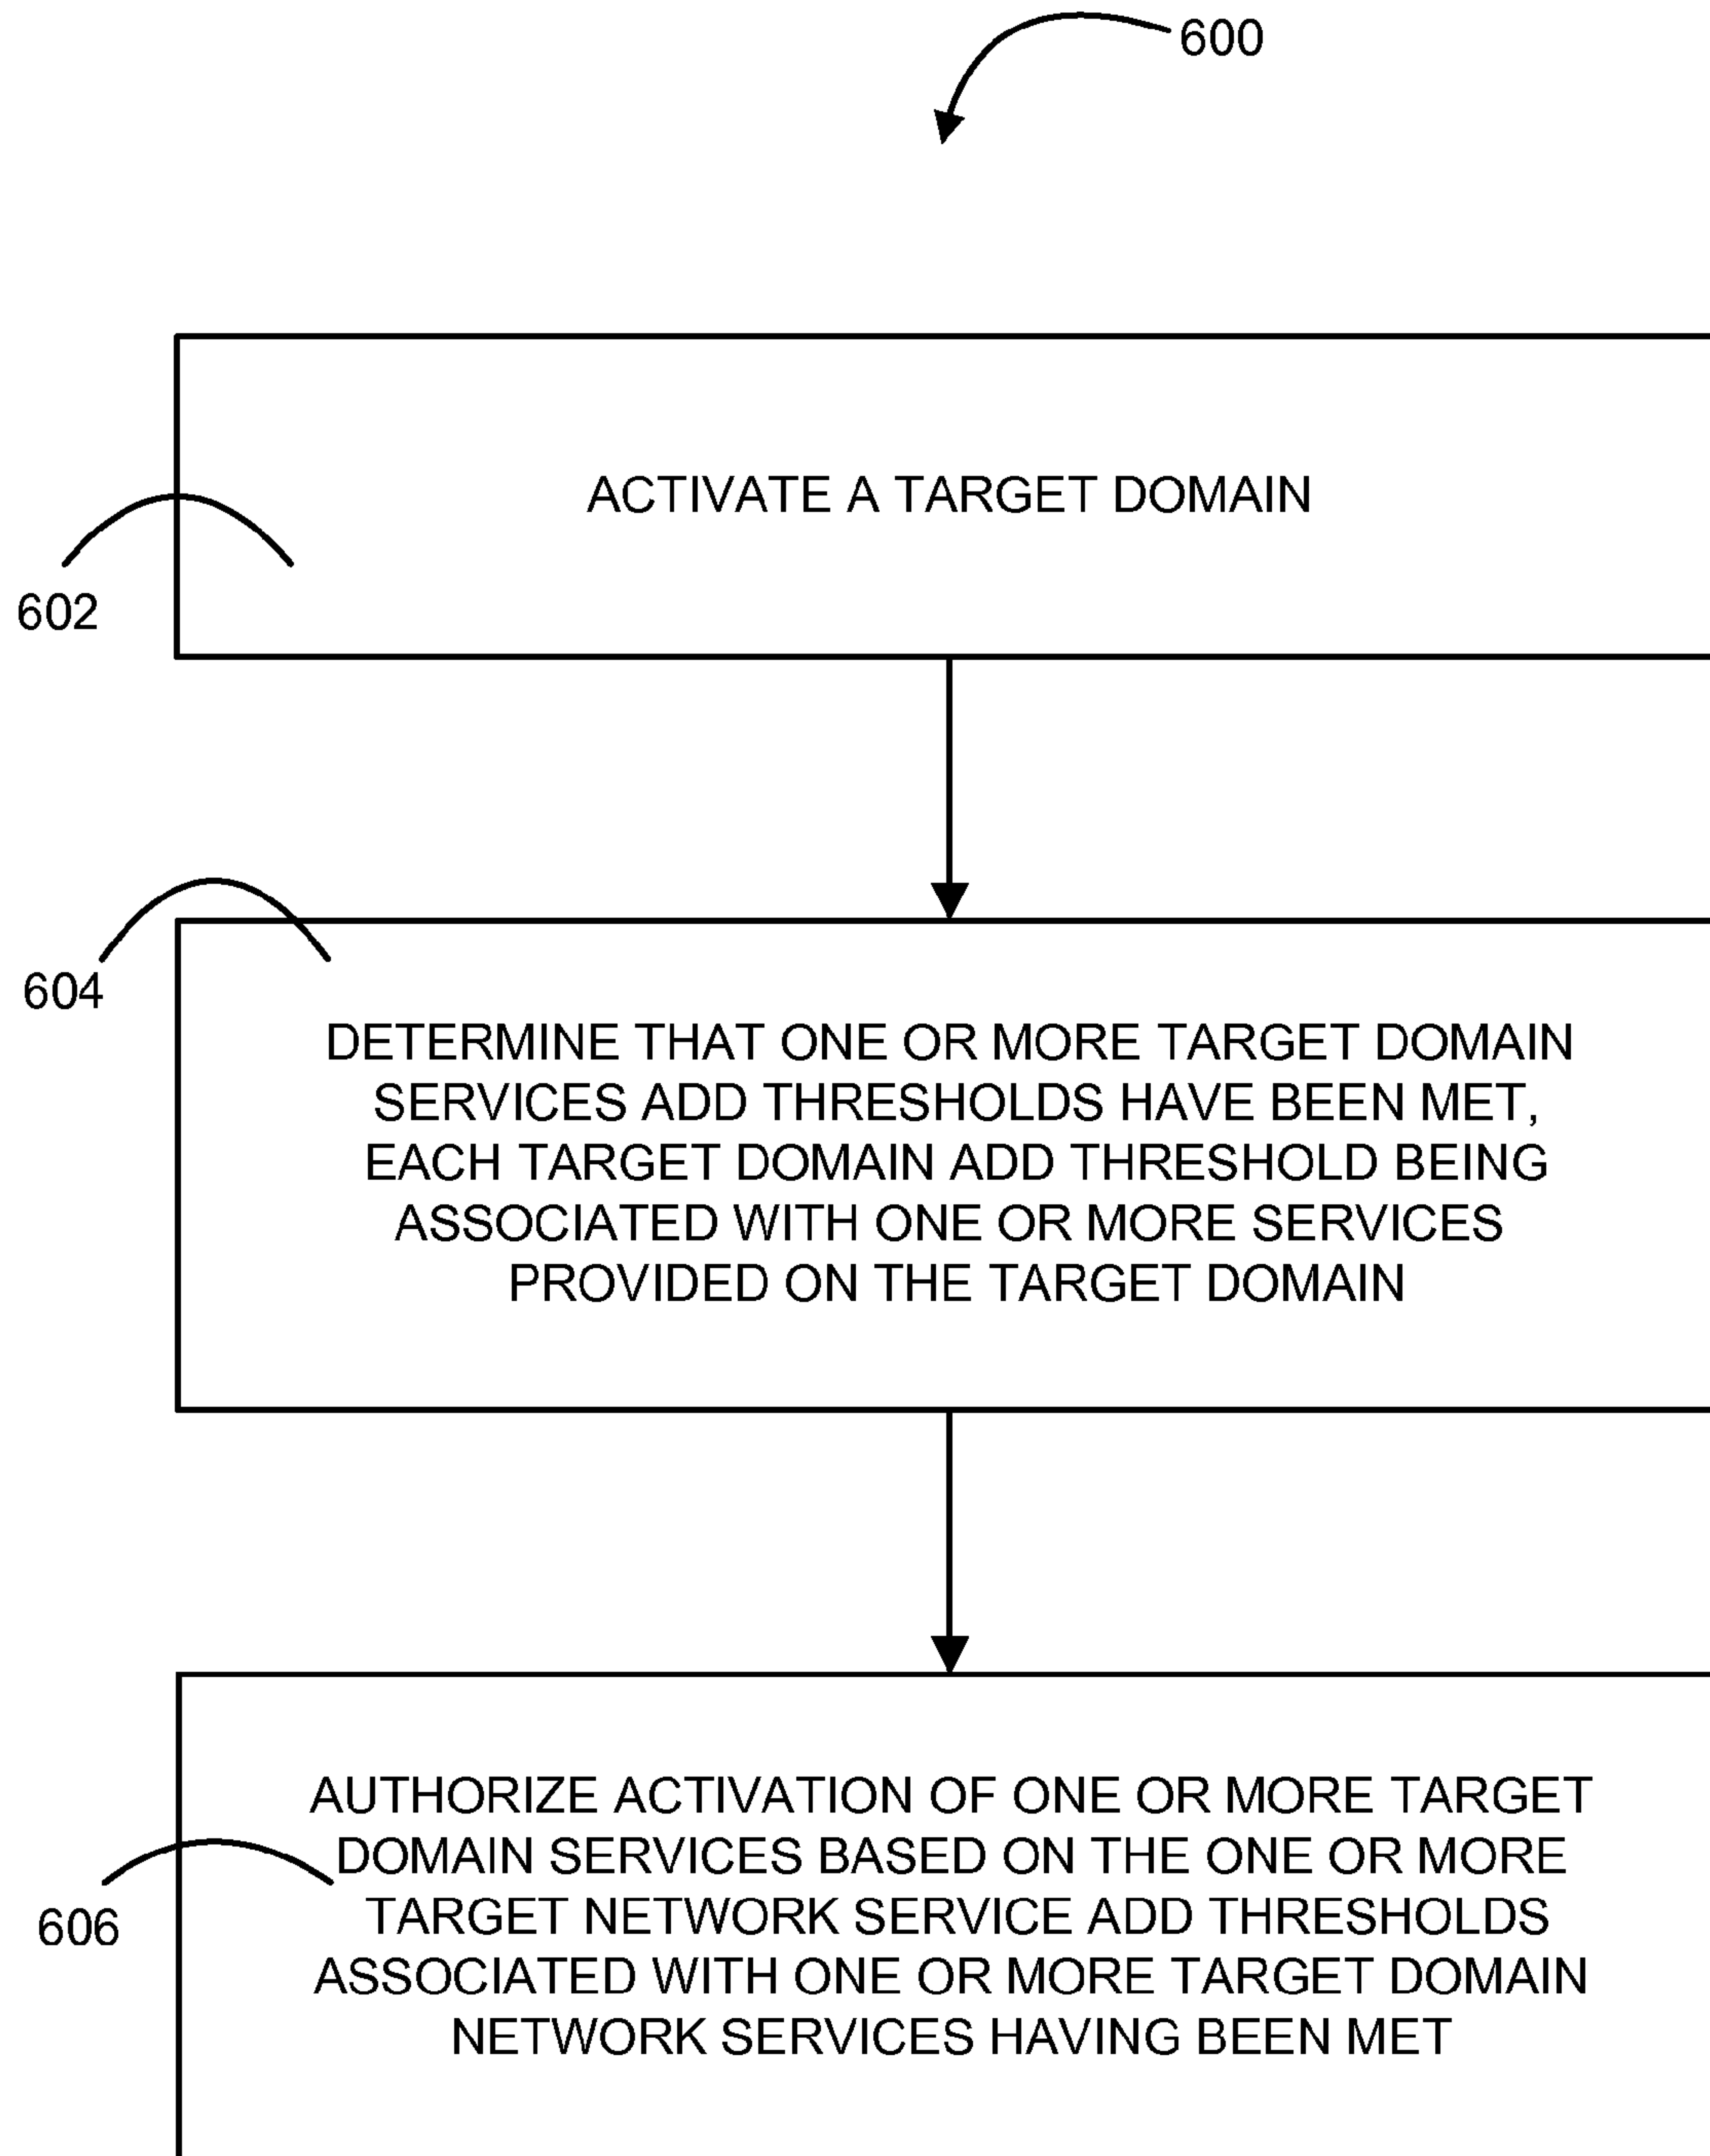 600
ACTIVATE A TARGET DOMAIN
602
604
DETERMINE THAT ONE OR MORE TARGET DOMAIN
SERVICES ADD THRESHOLDS HAVE BEEN MET,
EACH TARGET DOMAIN ADD THRESHOLD BEING
ASSOCIATED WITH ONE OR MORE SERVICES
PROVIDED ON THE TARGET DOMAIN
AUTHORIZE ACTIVATION OF ONE OR MORE TARGET
DOMAIN SERVICES BASED ON THE ONE OR MORE
TARGET NETWORK SERVICE ADD THRESHOLDS
ASSOCIATED WITH ONE OR MORE TARGET DOMAIN
NETWORK SERVICES HAVING BEEN MET
606